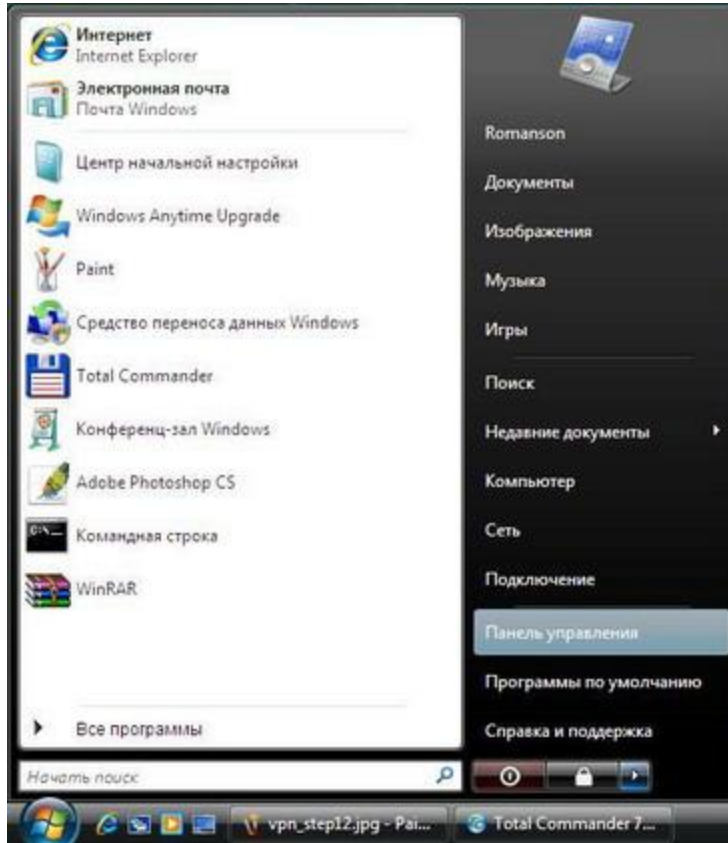 Интернет
Internet Explorer
Электронная почта
Почта Windows
Центр начальной настройки
Windows Anytime Upgrade
Paint
Средство переноса данных Windows
Total Commander
Конференц-зал Windows
Adobe Photoshop CS
Командная строка
WinRAR
Все программы
Начать поиск
Romanson
Документы
Изображения
Музыка
Игры
Поиск
Недавние документы
Компьютер
Сеть
Подключение
Панель управления
Программы по умолчанию
Справка и поддержка
vpn_step12.jpg - Pai...
Total Commander 7....